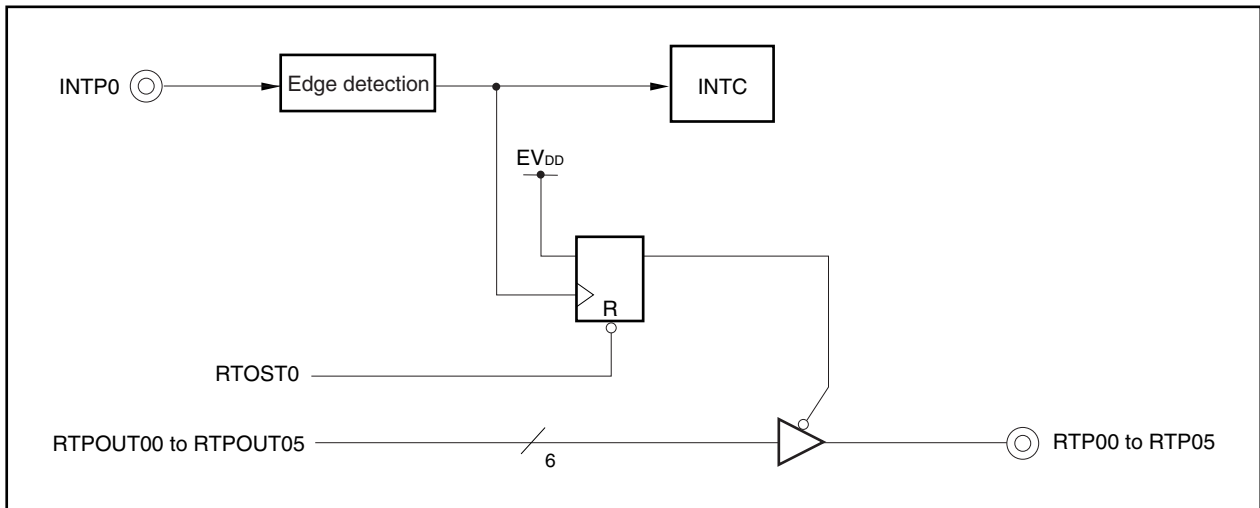 INTP0
Edge detection
INTC
EVDD
R
RTOST0
RTPOUT00 to RTPOUT05
6
RTP00 to RTP05